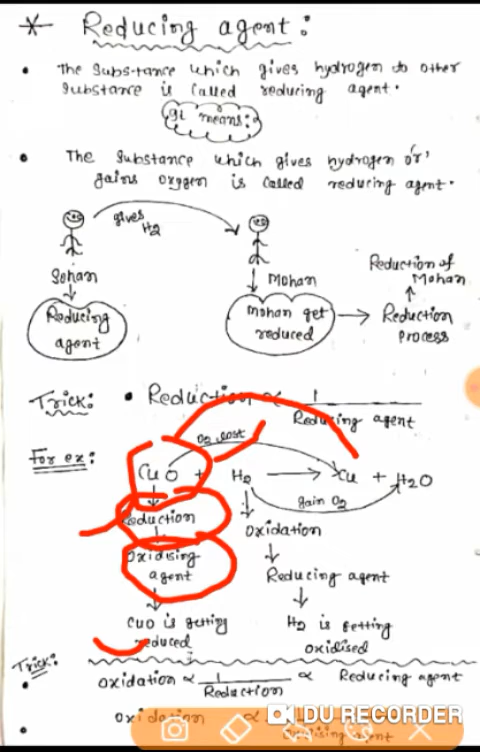 * Reducing agent:
• The Substance which gives hydrogen to other
substance is called reducing agent.
It means:
• The Substance which gives hydrogen 'or'
gains oxygen is called reducing agent.
gives
H2
Sohan
Mohan
Reducing
agent
Mohan get
reduced
Reduction
process
Reduction of
Mohan
Trick: • Reduction ∝ 1
Reducing agent
O2 lost
For ex: CuO + H2 → Cu + H2O
gain O2
Reduction
Oxidation
Oxidising
agent
Reducing agent
CuO is getting
reduced
H2 is getting
oxidised
Trick:
• Oxidation ∝ 1 ∝ Reducing agent
Reduction
• Oxidation ∝
DU RECORDER